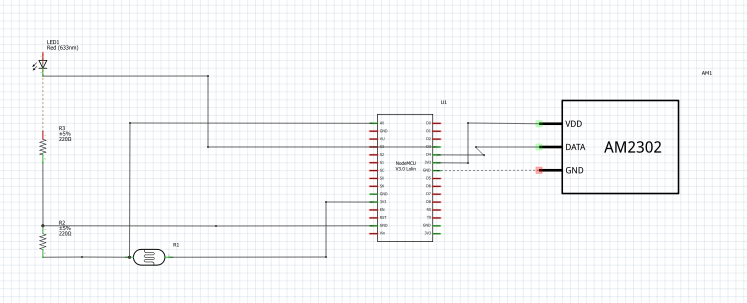 LED1
Red (633nm)
AM1
U1
R3
±5%
220Ω
R2
±5%
220Ω
R1
NodeMCU
V3.0 Lolin
A0
GND
VU
S3
S2
S1
SC
S0
SK
GND
3V3
EN
RST
GND
Vin
D0
D1
D2
D3
D4
3V3
GND
D5
D6
D7
D8
RX
TX
GND
3V3
VDD
DATA
GND
AM2302